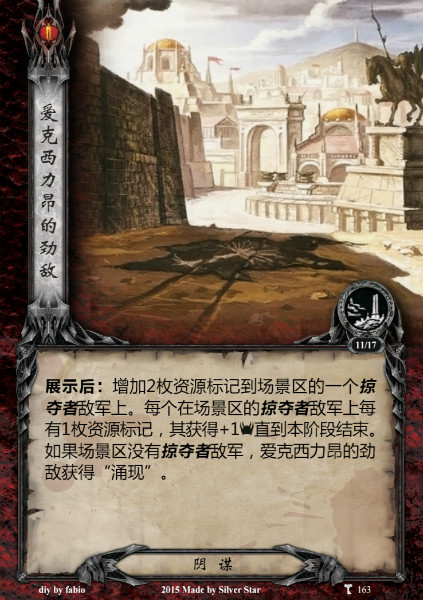 爱克西力昂的劲敌
11/17
展示后：增加2枚资源标记到场景区的一个掠
夺者敌军上。每个在场景区的掠夺者敌军上每
有1枚资源标记，其获得+1直到本阶段结束。
如果场景区没有掠夺者敌军，爱克西力昂的劲
敌获得“涌现”。
阴谋
diy by fabio
2015 Made by Silver Star
163